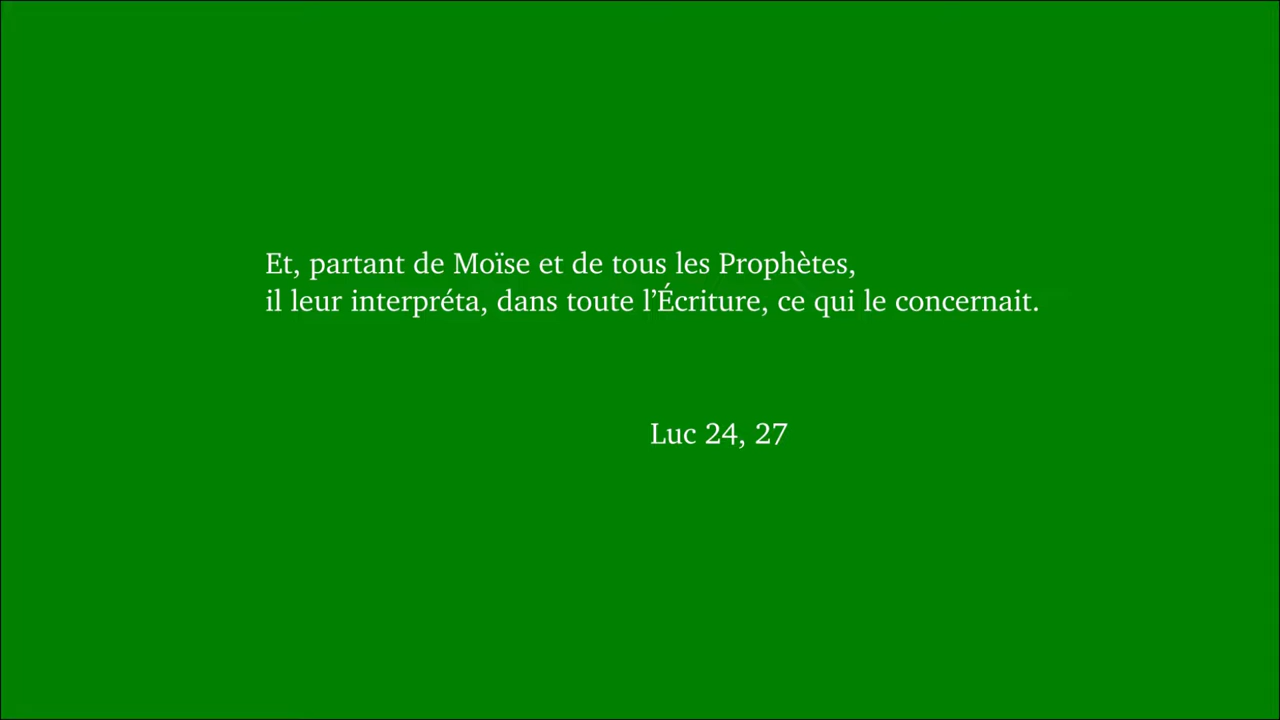 Et, partant de Moïse et de tous les Prophètes,
il leur interpréta, dans toute l’Écriture, ce qui le concernait.
Luc 24, 27